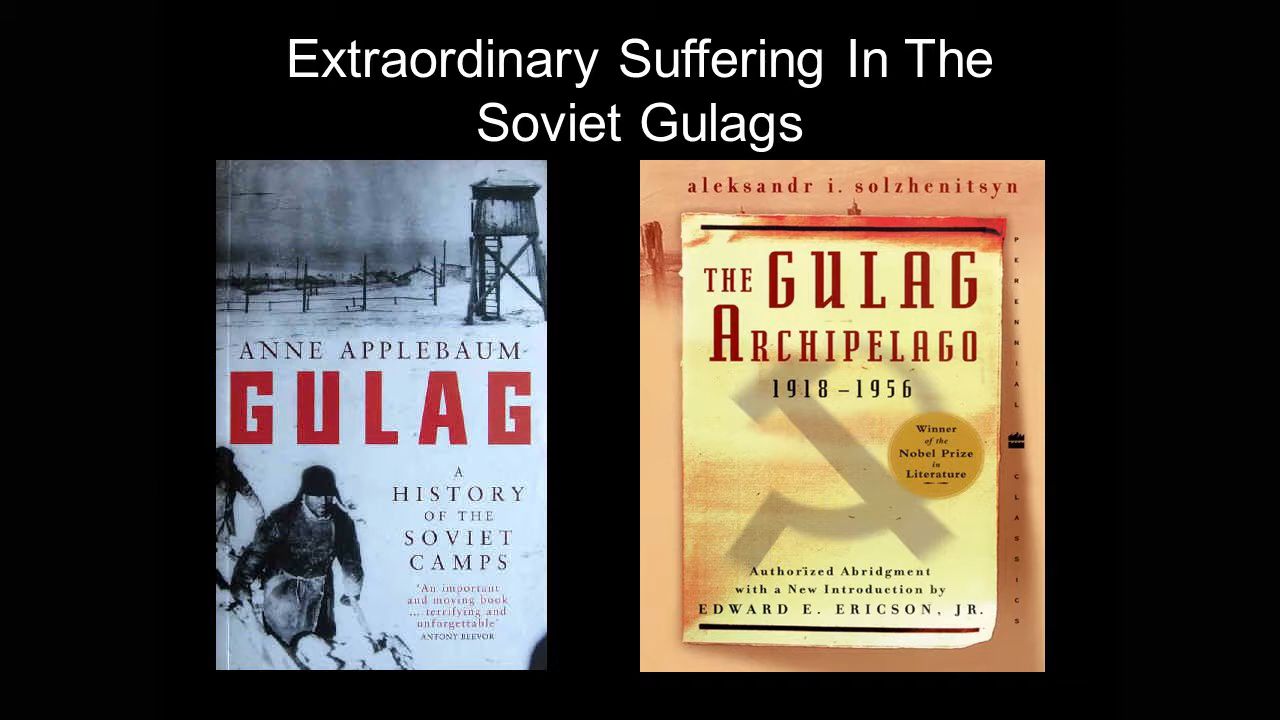 Extraordinary Suffering In The
Soviet Gulags
ANNE APPLEBAUM
GULAG
A
HISTORY
OF THE
SOVIET
CAMPS
'An important
and moving book
... terrifying and
unforgettable'
ANTONY BEEVOR
aleksandr i. solzhenitsyn
THE GULAG
ARCHIPELAGO
1918 – 1956
Winner
of the
Nobel Prize
in
Literature
Authorized Abridgment
with a New Introduction by
EDWARD E. ERICSON, JR.
PERENNIAL
CLASSICS